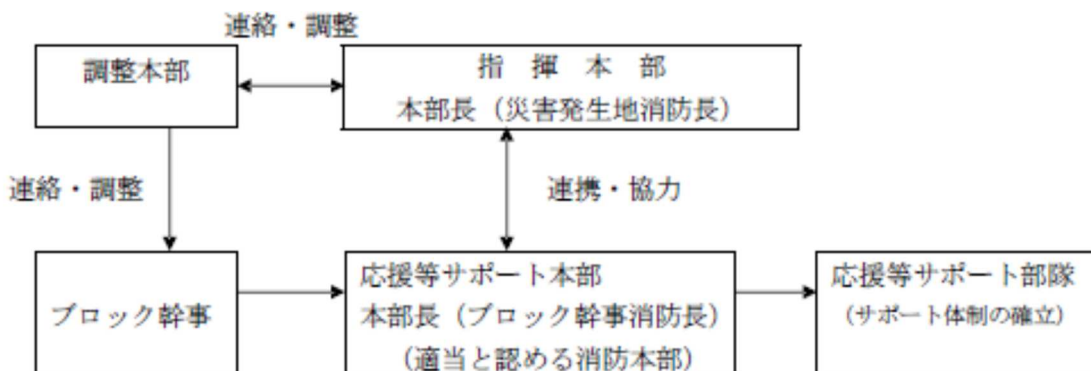 連絡・調整
調整本部
指 揮 本 部
本部長（災害発生地消防長）
連絡・調整
連携・協力
ブロック幹事
応援等サポート本部
本部長（ブロック幹事消防長）
（適当と認める消防本部）
応援等サポート部隊
（サポート体制の確立）